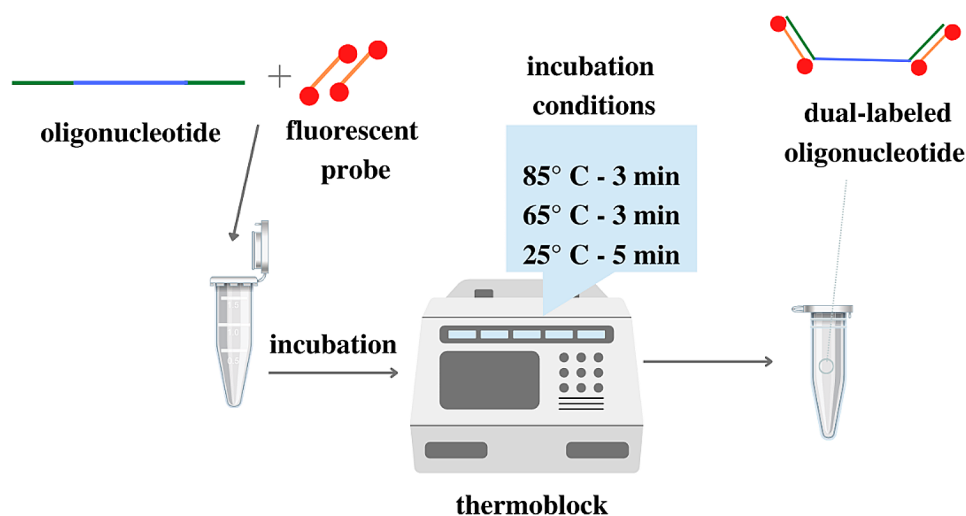 +
oligonucleotide
fluorescent
probe
incubation
conditions
85° C - 3 min
65° C - 3 min
25° C - 5 min
dual-labeled
oligonucleotide
incubation
thermoblock